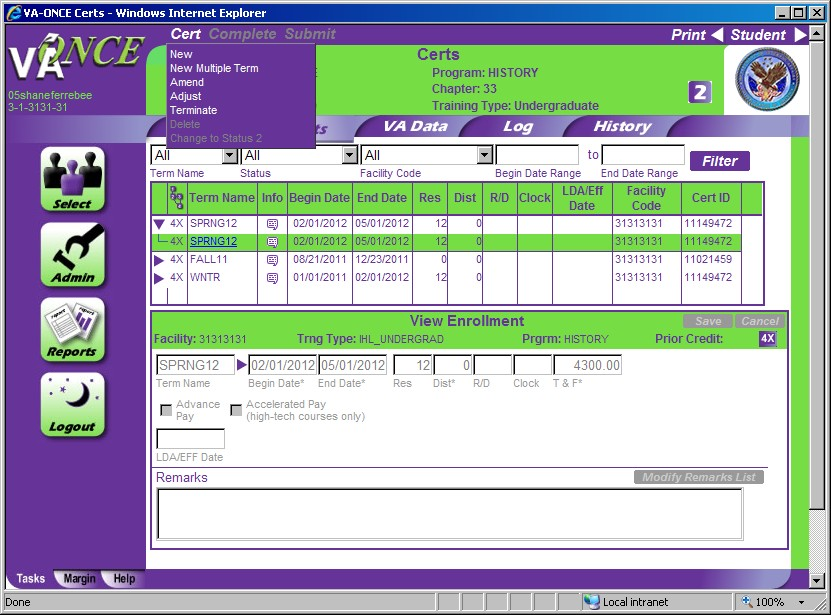 VA-ONCE Certs - Windows Internet Explorer
VA ONCE
Cert Complete Submit
Print Student
05shaneferrebee
3-1-3131-31
New
New Multiple Term
Amend
Adjust
Terminate
Delete
Change to Status 2
Certs
Program: HISTORY
Chapter: 33
Training Type: Undergraduate
2
VA Data Log History
All All All to Filter
Term Name Status Facility Code Begin Date Range End Date Range
Term Name Info Begin Date End Date Res Dist R/D Clock LDA/Eff Date Facility Code Cert ID
4X SPRNG12 02/01/2012 05/01/2012 12 0 31313131 11149472
4X SPRNG12 02/01/2012 05/01/2012 12 0 31313131 11149472
4X FALL11 08/21/2011 12/23/2011 0 0 31313131 11021459
4X WNTR 01/01/2011 02/01/2012 12 0 31313131 11149472
View Enrollment Save Cancel
Facility: 31313131 Trng Type: IHL_UNDERGRAD Prgrm: HISTORY Prior Credit: 4X
SPRNG12 02/01/2012 05/01/2012 12 0 4300.00
Term Name Begin Date* End Date* Res Dist* R/D Clock T & F*
Advance Pay
Accelerated Pay
(high-tech courses only)
LDA/EFF Date
Remarks Modify Remarks List
Select
Admin
Reports
Logout
Tasks Margin Help
Done Local intranet 100%